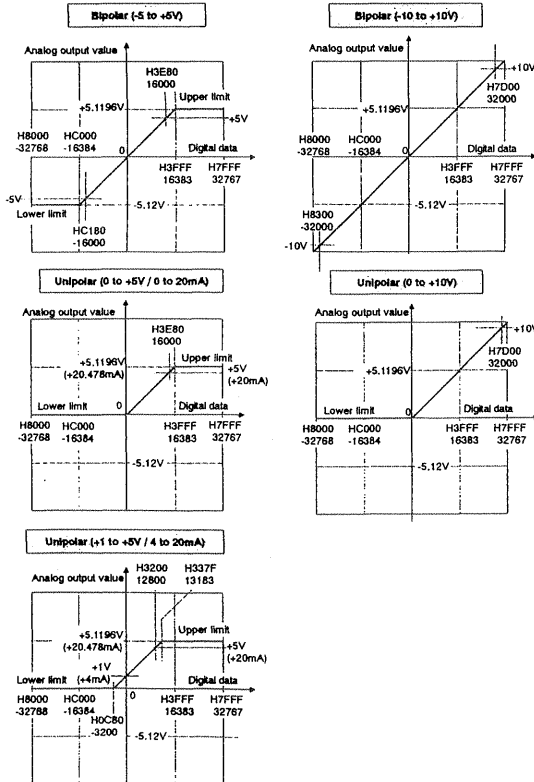 Bipolar (-5 to +5V)
Analog output value
H3E80
16000
Upper limit
+5.1196V
+5V
H8000
-32768
HC000
-16384
0
Digital data
H3FFF
16383
H7FFF
32767
-5V
Lower limit
-5.12V
HC180
-16000
Bipolar (-10 to +10V)
Analog output value
+10V
H7D00
32000
+5.1196V
H8000
-32768
HC000
-16384
0
Digital data
H3FFF
16383
H7FFF
32767
H8300
-32000
-5.12V
-10V
Unipolar (0 to +5V / 0 to 20mA)
Analog output value
H3E80
16000
+5.1196V
(+20.478mA)
Upper limit
+5V
(+20mA)
Lower limit
0
Digital data
H8000
-32768
HC000
-16384
H3FFF
16383
H7FFF
32767
-5.12V
Unipolar (0 to +10V)
Analog output value
+10V
H7D00
32000
+5.1196V
0
Digital data
H8000
-32768
HC000
-16384
H3FFF
16383
H7FFF
32767
-5.12V
Unipolar (+1 to +5V / 4 to 20mA)
Analog output value
H3200
12800
H337F
13183
+5.1196V
(+20.478mA)
Upper limit
+5V
(+20mA)
+1V
(+4mA)
Lower limit
0
Digital data
H8000
-32768
HC000
-16384
H0C80
-3200
H3FFF
16383
H7FFF
32767
-5.12V